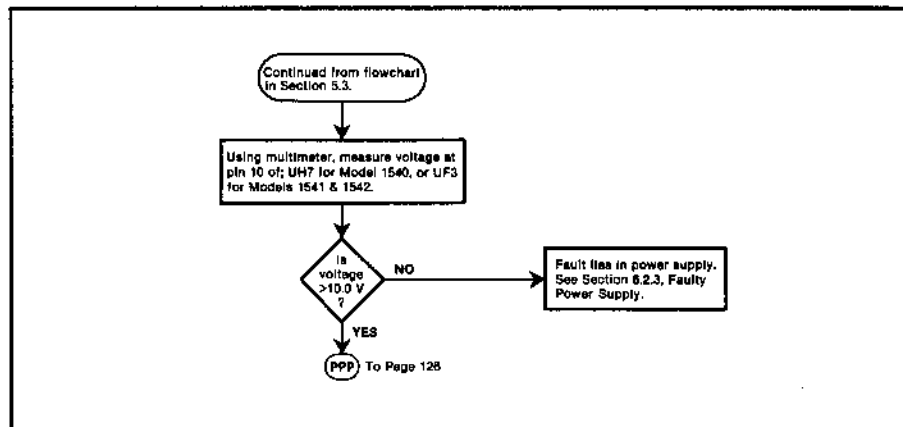 Continued from flowchart
in Section 5.3.
Using multimeter, measure voltage at
pin 10 of; UH7 for Model 1540, or UF3
for Models 1541 & 1542.
Is
voltage
>10.0 V
?
NO
Fault lies in power supply.
See Section 6.2.3, Faulty
Power Supply.
YES
PPP To Page 126